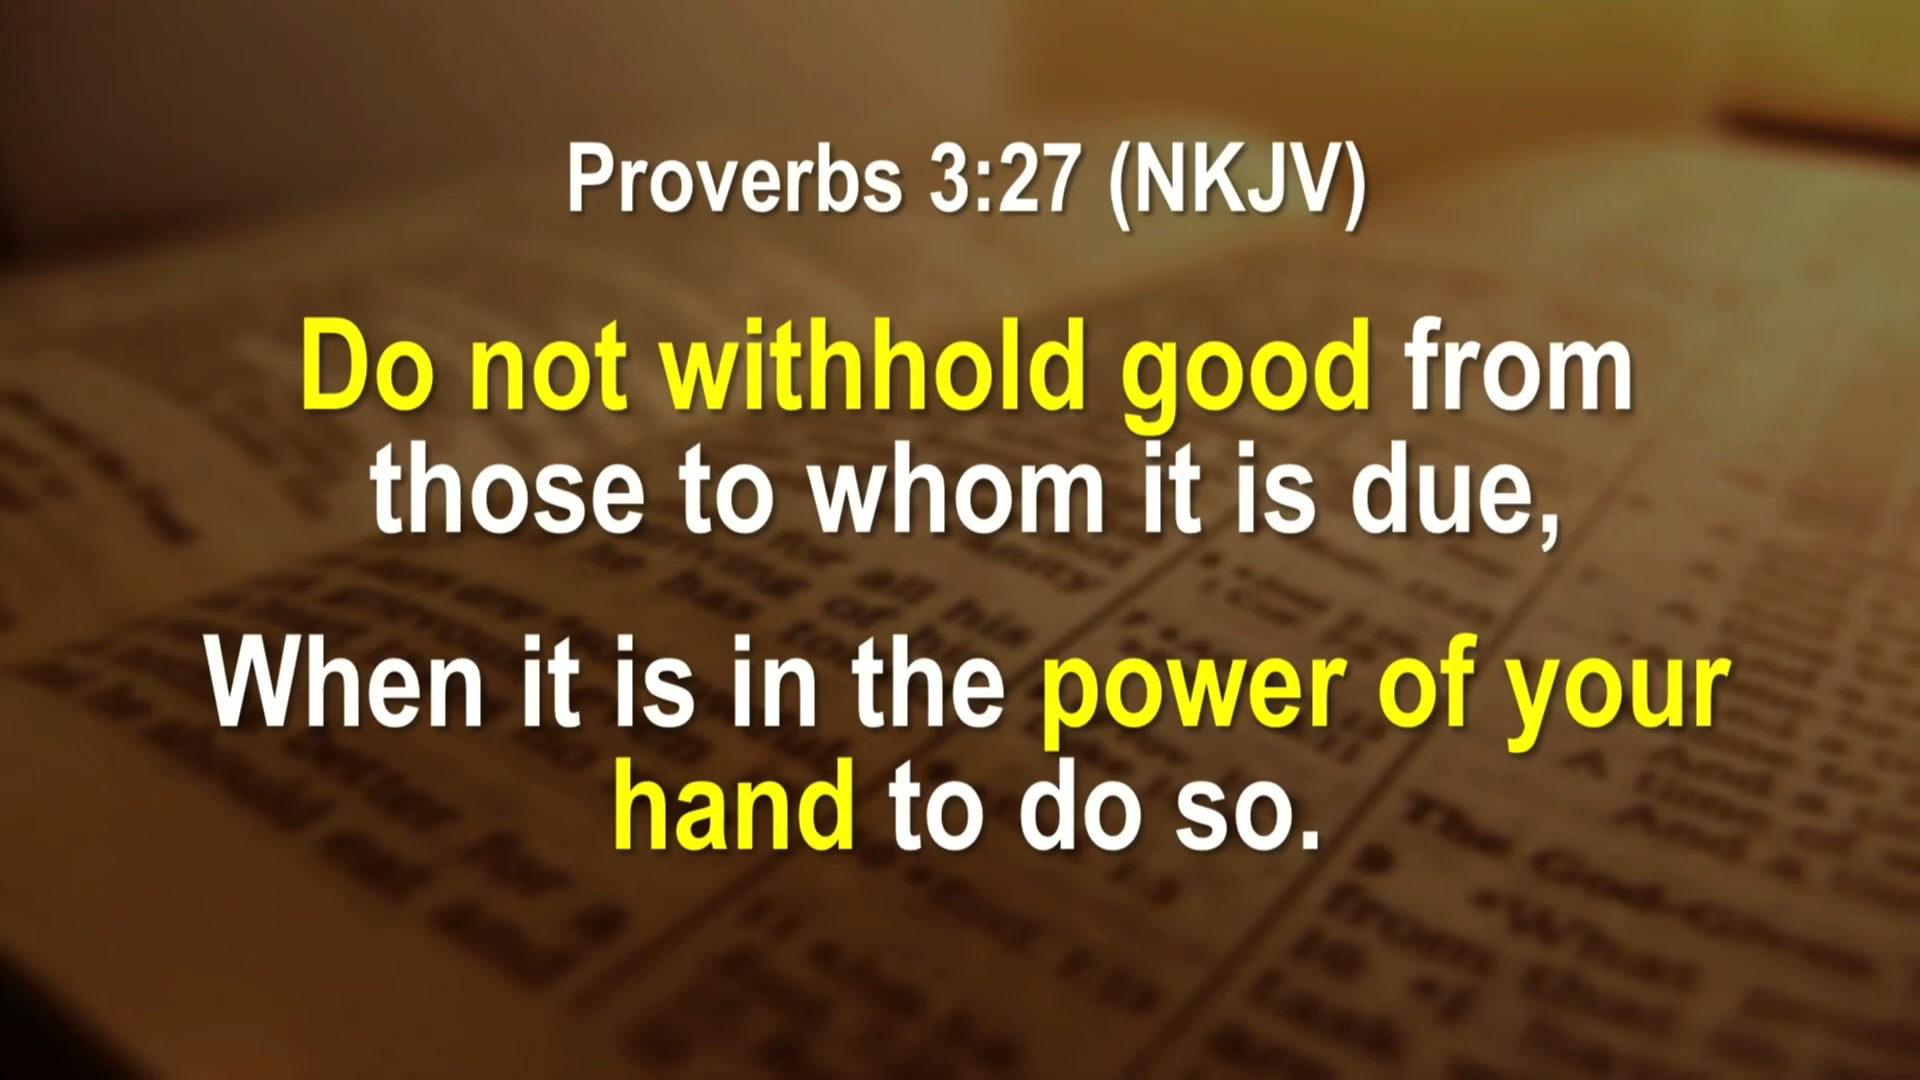 Proverbs 3:27 (NKJV)
Do not withhold good from
those to whom it is due,
When it is in the power of your
hand to do so.